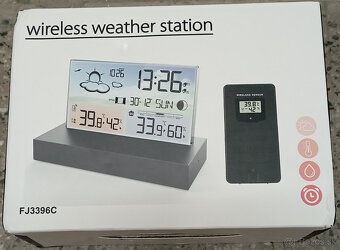 wireless weather station
10:26
13:26
30-12 SUN
39.8 42%
33.9 60%
WIRELESS SENSOR
39.8
42%
FJ3396C